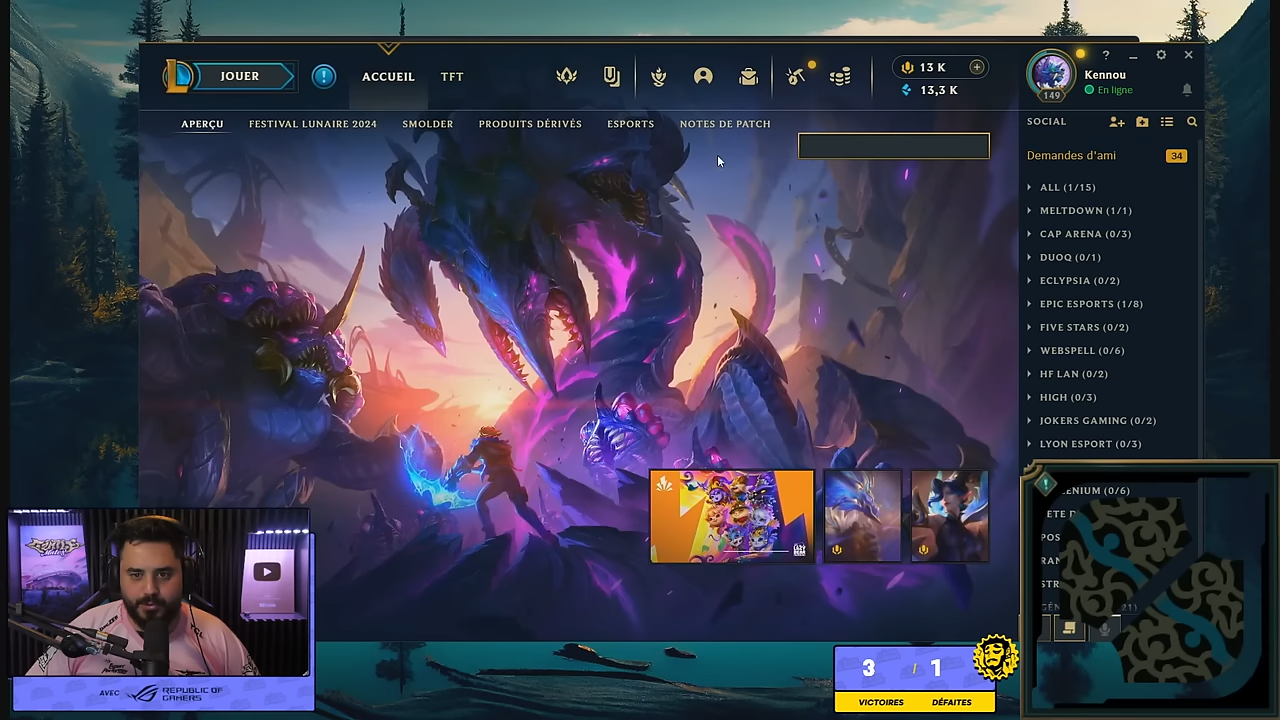 JOUER
ACCUEIL
TFT
13 K
13,3 K
Kennou
En ligne
149
APERÇU
FESTIVAL LUNAIRE 2024
SMOLDER
PRODUITS DÉRIVÉS
ESPORTS
NOTES DE PATCH
SOCIAL
Demandes d'ami
34
ALL (1/15)
MELTDOWN (1/1)
CAP ARENA (0/3)
DUOQ (0/1)
ECLYPSIA (0/2)
EPIC ESPORTS (1/8)
FIVE STARS (0/2)
WEBSPELL (0/6)
HF LAN (0/2)
HIGH (0/3)
JOKERS GAMING (0/2)
LYON ESPORT (0/3)
ENIUM (0/6)
AVEC
REPUBLIC OF
GAMERS
3 / 1
VICTOIRES
DÉFAITES